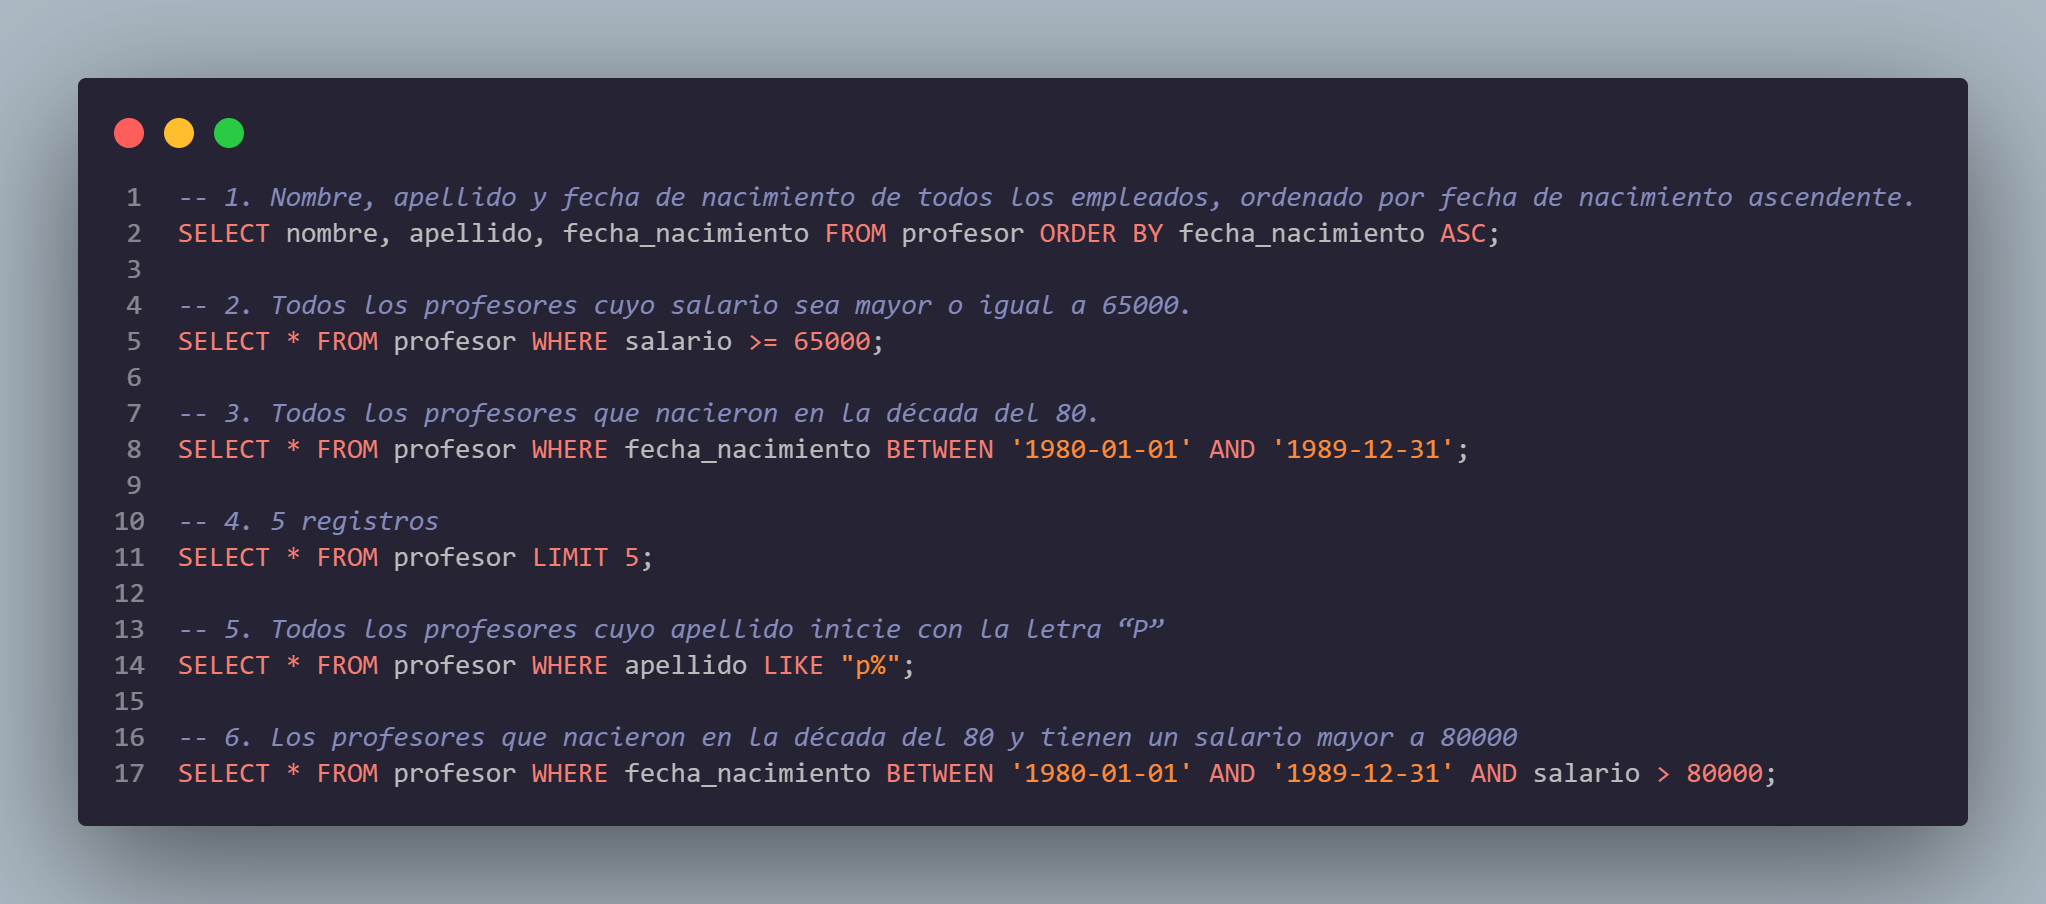 1 -- 1. Nombre, apellido y fecha de nacimiento de todos los empleados, ordenado por fecha de nacimiento ascendente.
2 SELECT nombre, apellido, fecha_nacimiento FROM profesor ORDER BY fecha_nacimiento ASC;
3
4 -- 2. Todos los profesores cuyo salario sea mayor o igual a 65000.
5 SELECT * FROM profesor WHERE salario >= 65000;
6
7 -- 3. Todos los profesores que nacieron en la década del 80.
8 SELECT * FROM profesor WHERE fecha_nacimiento BETWEEN '1980-01-01' AND '1989-12-31';
9
10 -- 4. 5 registros
11 SELECT * FROM profesor LIMIT 5;
12
13 -- 5. Todos los profesores cuyo apellido inicie con la letra “P”
14 SELECT * FROM profesor WHERE apellido LIKE "p%";
15
16 -- 6. Los profesores que nacieron en la década del 80 y tienen un salario mayor a 80000
17 SELECT * FROM profesor WHERE fecha_nacimiento BETWEEN '1980-01-01' AND '1989-12-31' AND salario > 80000;